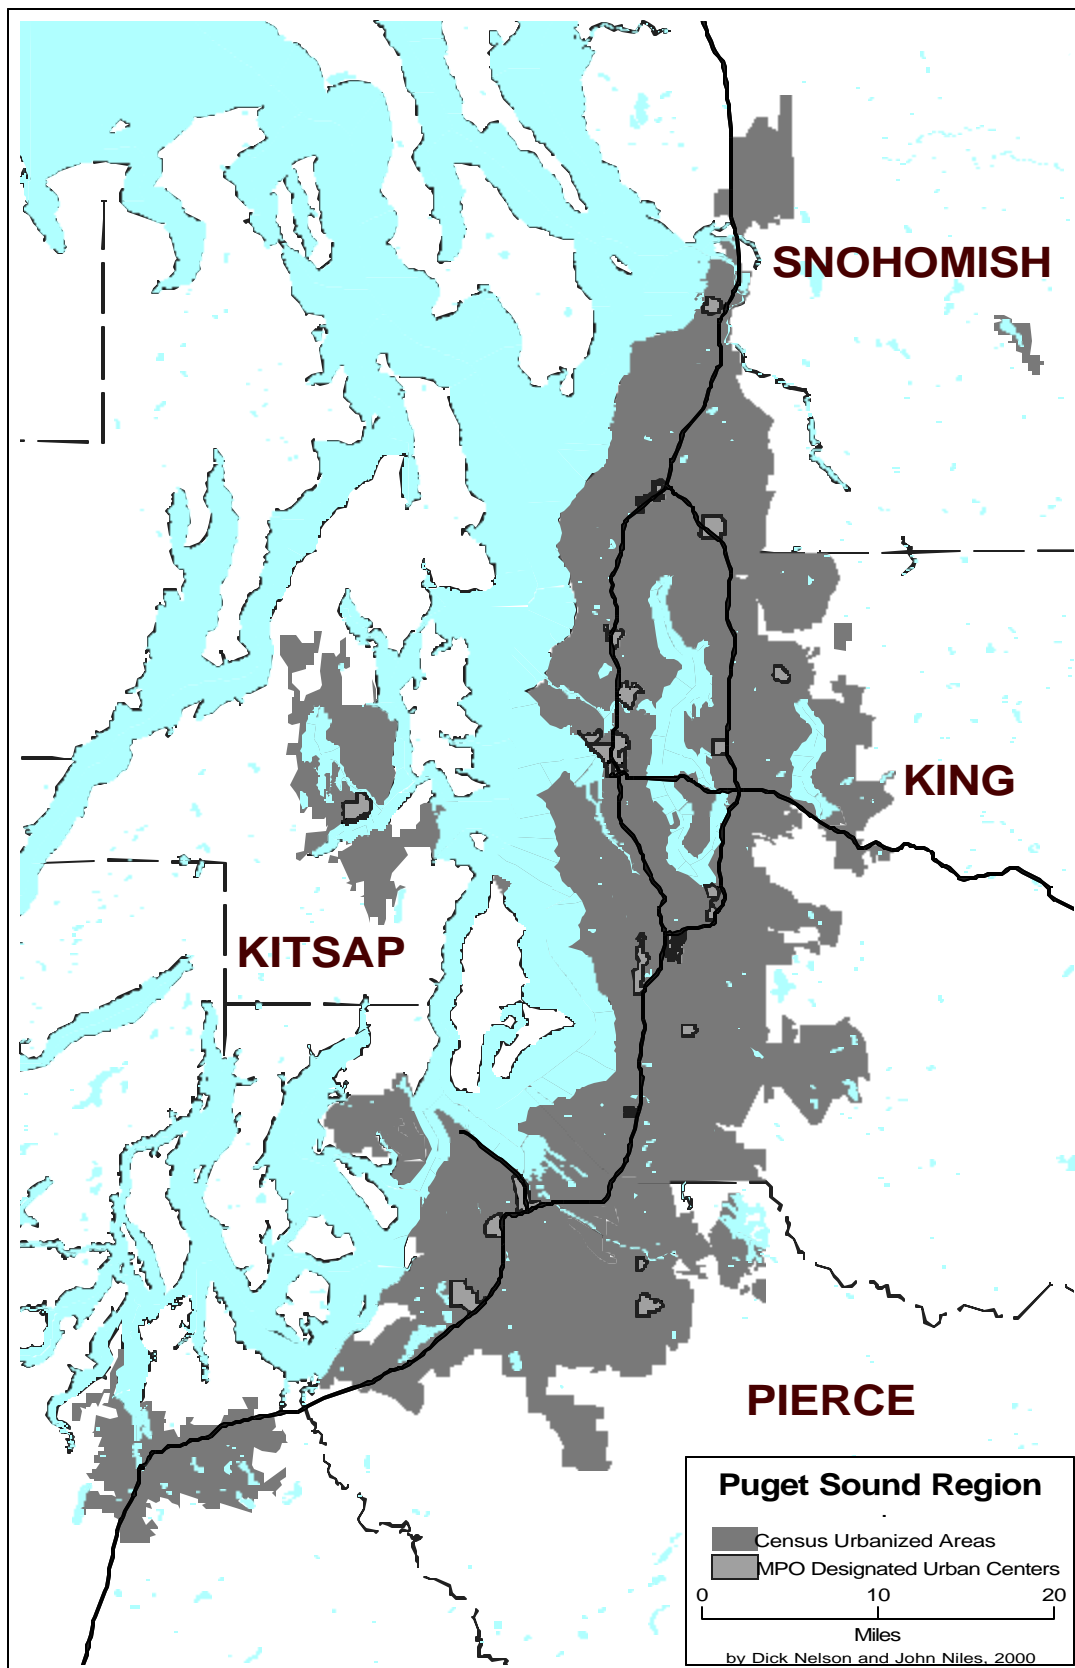 SNOHOMISH
KING
KITSAP
PIERCE
Puget Sound Region
Census Urbanized Areas
MPO Designated Urban Centers
0 10 20
Miles
by Dick Nelson and John Niles, 2000